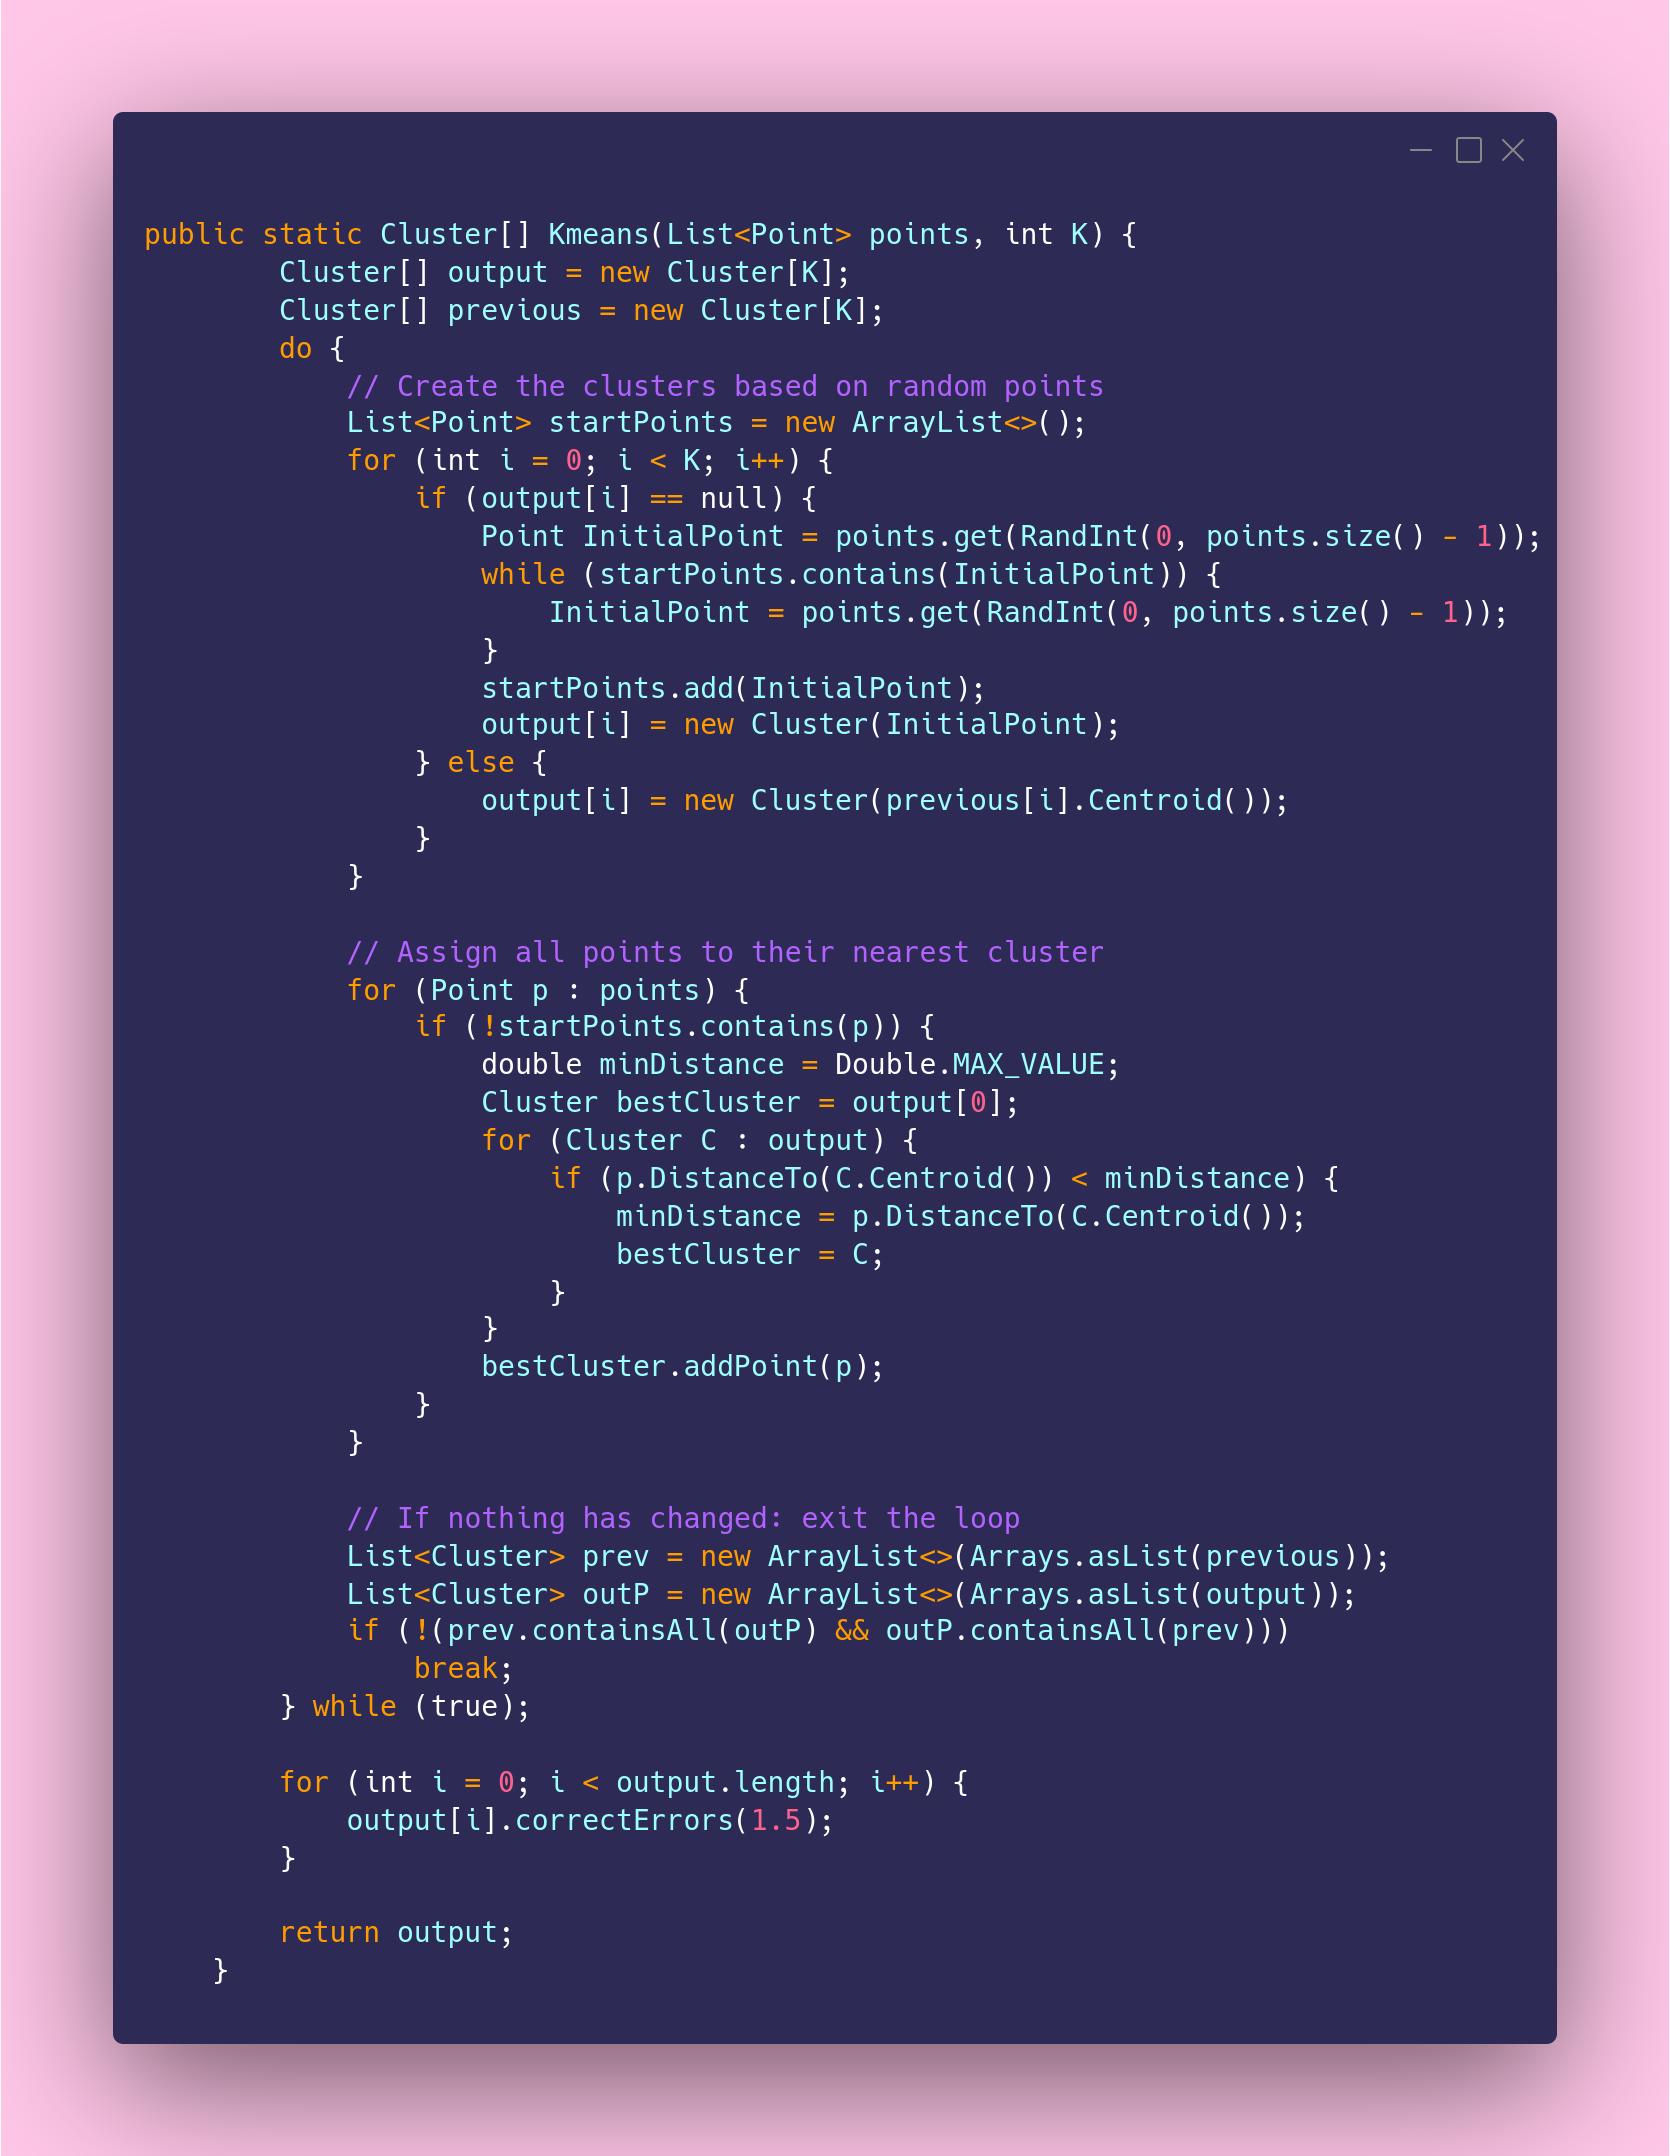 public static Cluster[] Kmeans(List<Point> points, int K) {
        Cluster[] output = new Cluster[K];
        Cluster[] previous = new Cluster[K];
        do {
            // Create the clusters based on random points
            List<Point> startPoints = new ArrayList<>();
            for (int i = 0; i < K; i++) {
                if (output[i] == null) {
                    Point InitialPoint = points.get(RandInt(0, points.size() - 1));
                    while (startPoints.contains(InitialPoint)) {
                        InitialPoint = points.get(RandInt(0, points.size() - 1));
                    }
                    startPoints.add(InitialPoint);
                    output[i] = new Cluster(InitialPoint);
                } else {
                    output[i] = new Cluster(previous[i].Centroid());
                }
            }

            // Assign all points to their nearest cluster
            for (Point p : points) {
                if (!startPoints.contains(p)) {
                    double minDistance = Double.MAX_VALUE;
                    Cluster bestCluster = output[0];
                    for (Cluster C : output) {
                        if (p.DistanceTo(C.Centroid()) < minDistance) {
                            minDistance = p.DistanceTo(C.Centroid());
                            bestCluster = C;
                        }
                    }
                    bestCluster.addPoint(p);
                }
            }

            // If nothing has changed: exit the loop
            List<Cluster> prev = new ArrayList<>(Arrays.asList(previous));
            List<Cluster> outP = new ArrayList<>(Arrays.asList(output));
            if (!(prev.containsAll(outP) && outP.containsAll(prev)))
                break;
        } while (true);

        for (int i = 0; i < output.length; i++) {
            output[i].correctErrors(1.5);
        }

        return output;
    }